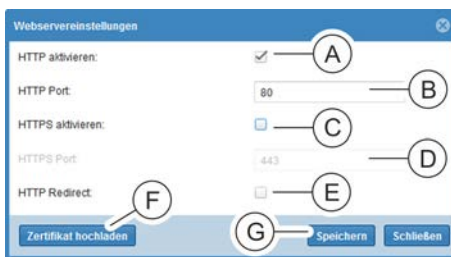 Webservereinstellungen
HTTP aktivieren: A
HTTP Port: 80 B
HTTPS aktivieren: C
HTTPS Port: 443 D
HTTP Redirect: E
F
Zertifikat hochladen G Speichern Schließen